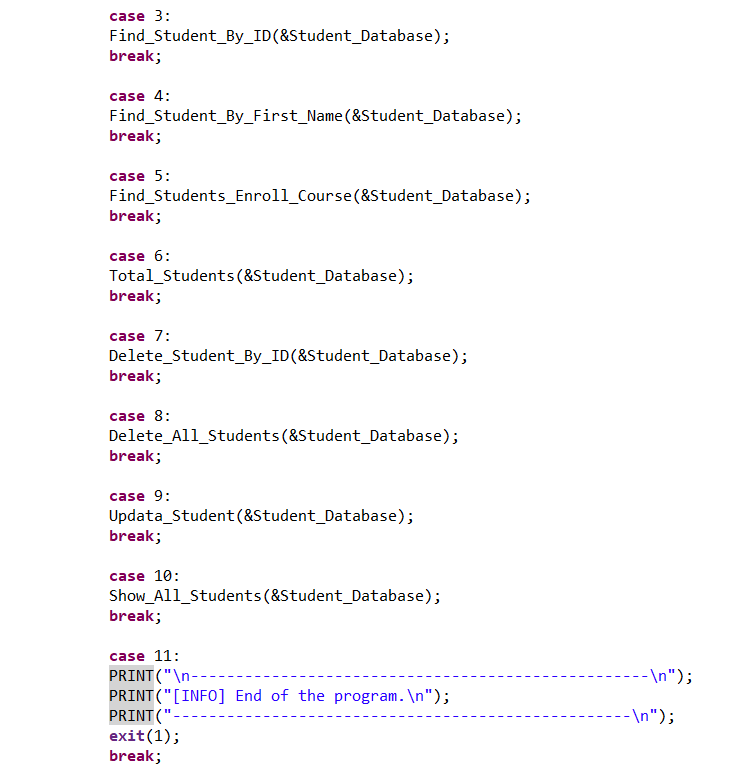 case 3:
Find_Student_By_ID(&Student_Database);
break;
case 4:
Find_Student_By_First_Name(&Student_Database);
break;
case 5:
Find_Students_Enroll_Course(&Student_Database);
break;
case 6:
Total_Students(&Student_Database);
break;
case 7:
Delete_Student_By_ID(&Student_Database);
break;
case 8:
Delete_All_Students(&Student_Database);
break;
case 9:
Updata_Student(&Student_Database);
break;
case 10:
Show_All_Students(&Student_Database);
break;
case 11:
PRINT("\n---------------------------------------------------\n");
PRINT("[INFO] End of the program.\n");
PRINT("---------------------------------------------------\n");
exit(1);
break;